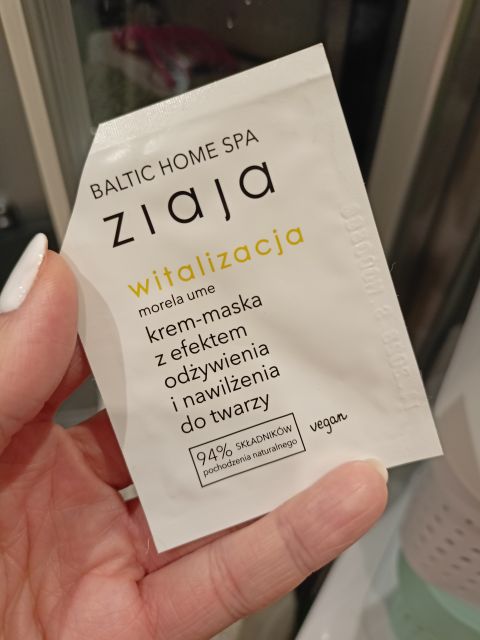 BALTIC HOME SPA
ziaja
witalizacja
morela ume
krem-maska
z efektem
odżywienia
i nawilżenia
do twarzy
94% SKŁADNIKÓW
pochodzenia naturalnego
vegan